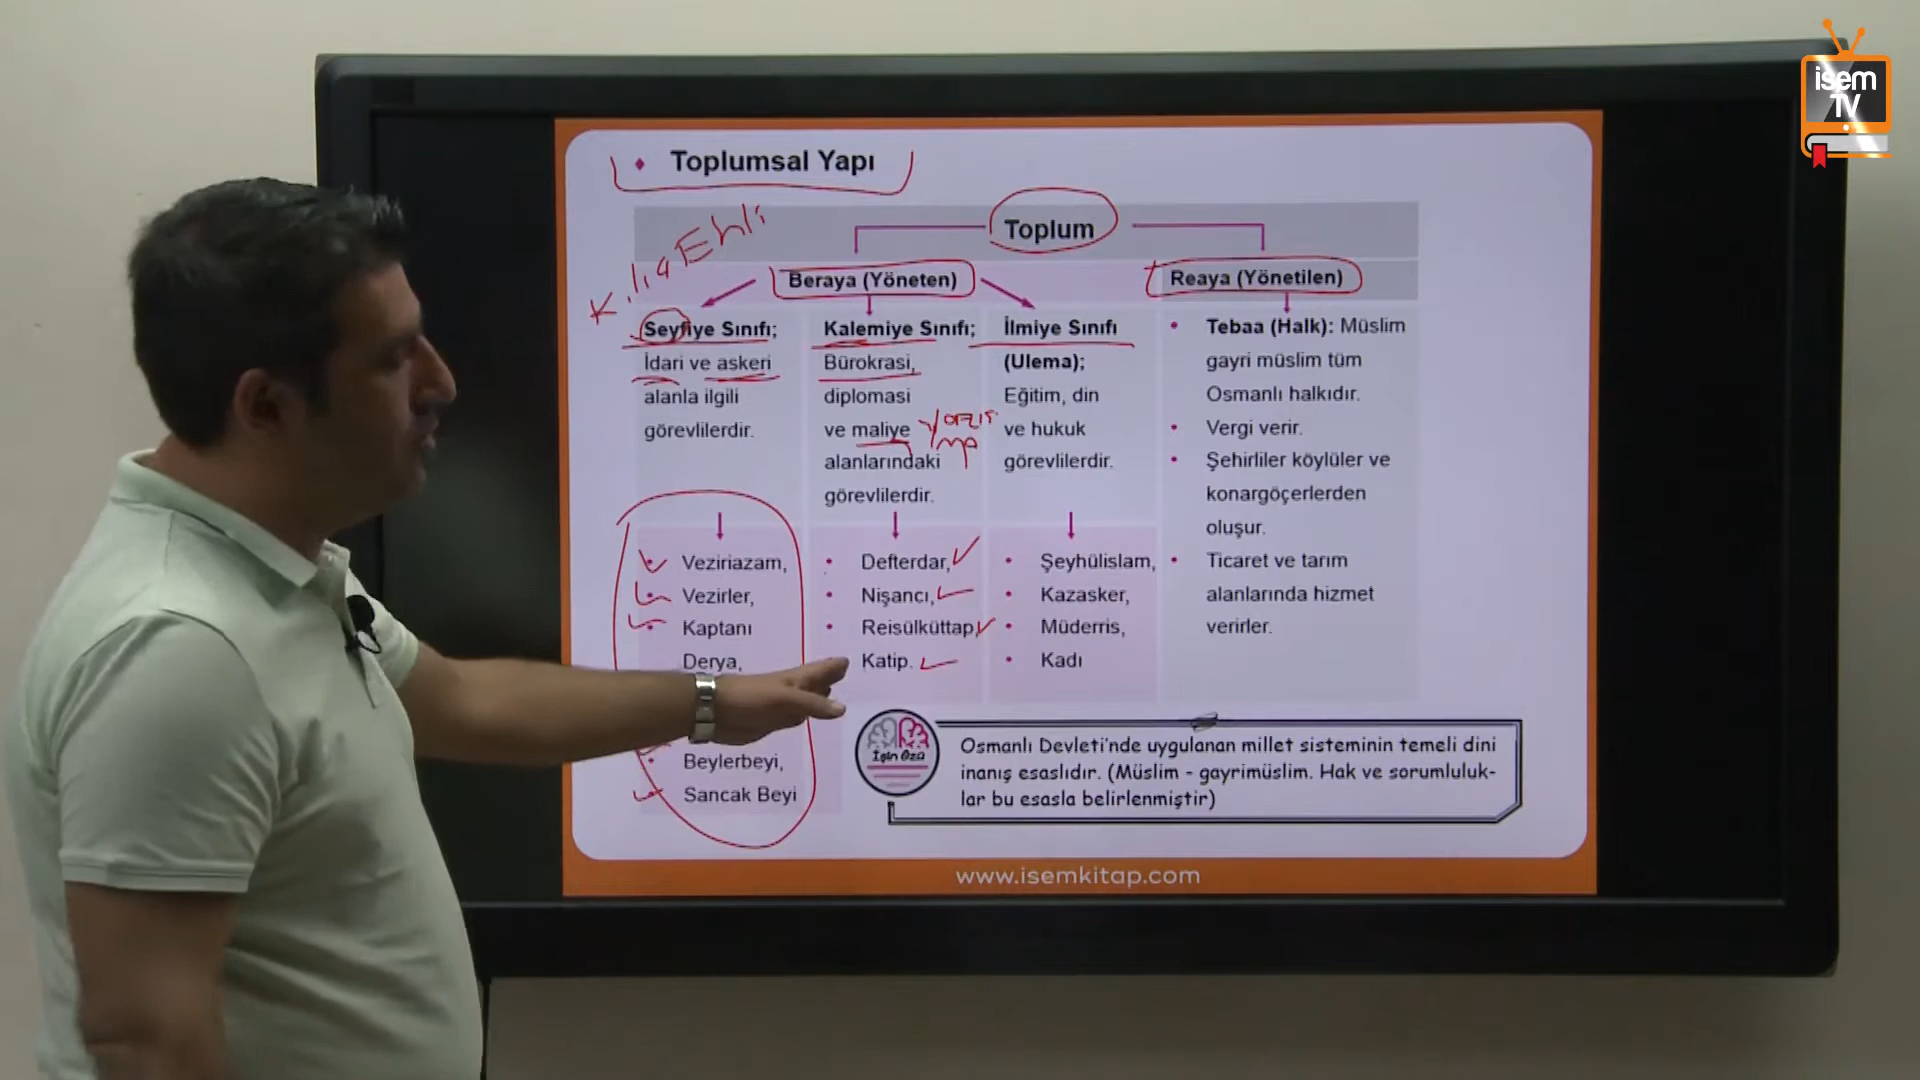 isem
TV
Toplumsal Yapı
Toplum
Kılıç Ehli
Beraya (Yöneten)
Reaya (Yönetilen)
Seyfiye Sınıfı;
İdari ve askeri
alanla ilgili
görevlilerdir.
Veziriazam,
Vezirler,
Kaptanı
Derya,
Beylerbeyi,
Sancak Beyi
Kalemiye Sınıfı;
Bürokrasi,
diplomasi
ve maliye
alanlarındaki
görevlilerdir.
Defterdar,
Nişancı,
Reisülküttap,
Katip.
İlmiye Sınıfı
(Ulema);
Eğitim, din
ve hukuk
görevlilerdir.
Şeyhülislam,
Kazasker,
Müderris,
Kadı
Tebaa (Halk): Müslim
gayri müslim tüm
Osmanlı halkıdır.
Vergi verir.
Şehirliler köylüler ve
konargöçerlerden
oluşur.
Ticaret ve tarım
alanlarında hizmet
verirler.
İşin Özü
Osmanlı Devleti'nde uygulanan millet sisteminin temeli dini
inanış esaslıdır. (Müslim - gayrimüslim. Hak ve sorumluluk-
lar bu esasla belirlenmiştir)
www.isemkitap.com